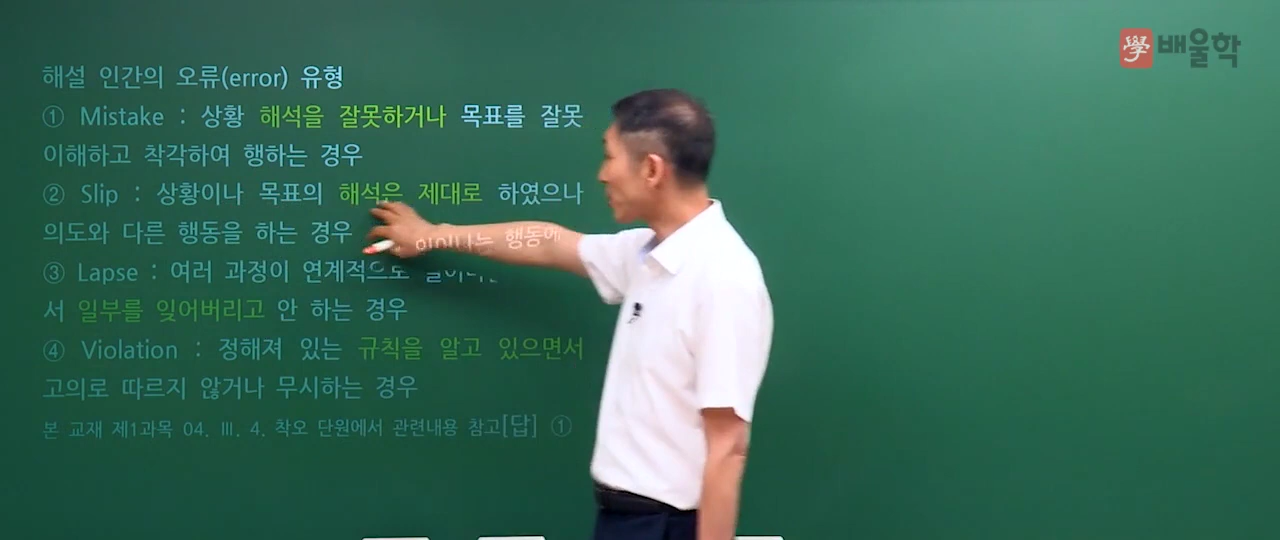 學배울학
해설 인간의 오류(error) 유형
① Mistake : 상황 해석을 잘못하거나 목표를 잘못
이해하고 착각하여 행하는 경우
② Slip : 상황이나 목표의 해석은 제대로 하였으나
의도와 다른 행동을 하는 경우
③ Lapse : 여러 과정이 연계적으로 행동에
서 일부를 잊어버리고 안 하는 경우
④ Violation : 정해져 있는 규칙을 알고 있으면서
고의로 따르지 않거나 무시하는 경우
본 교재 제1과목 04. Ⅲ. 4. 착오 단원에서 관련내용 참고[답] ①